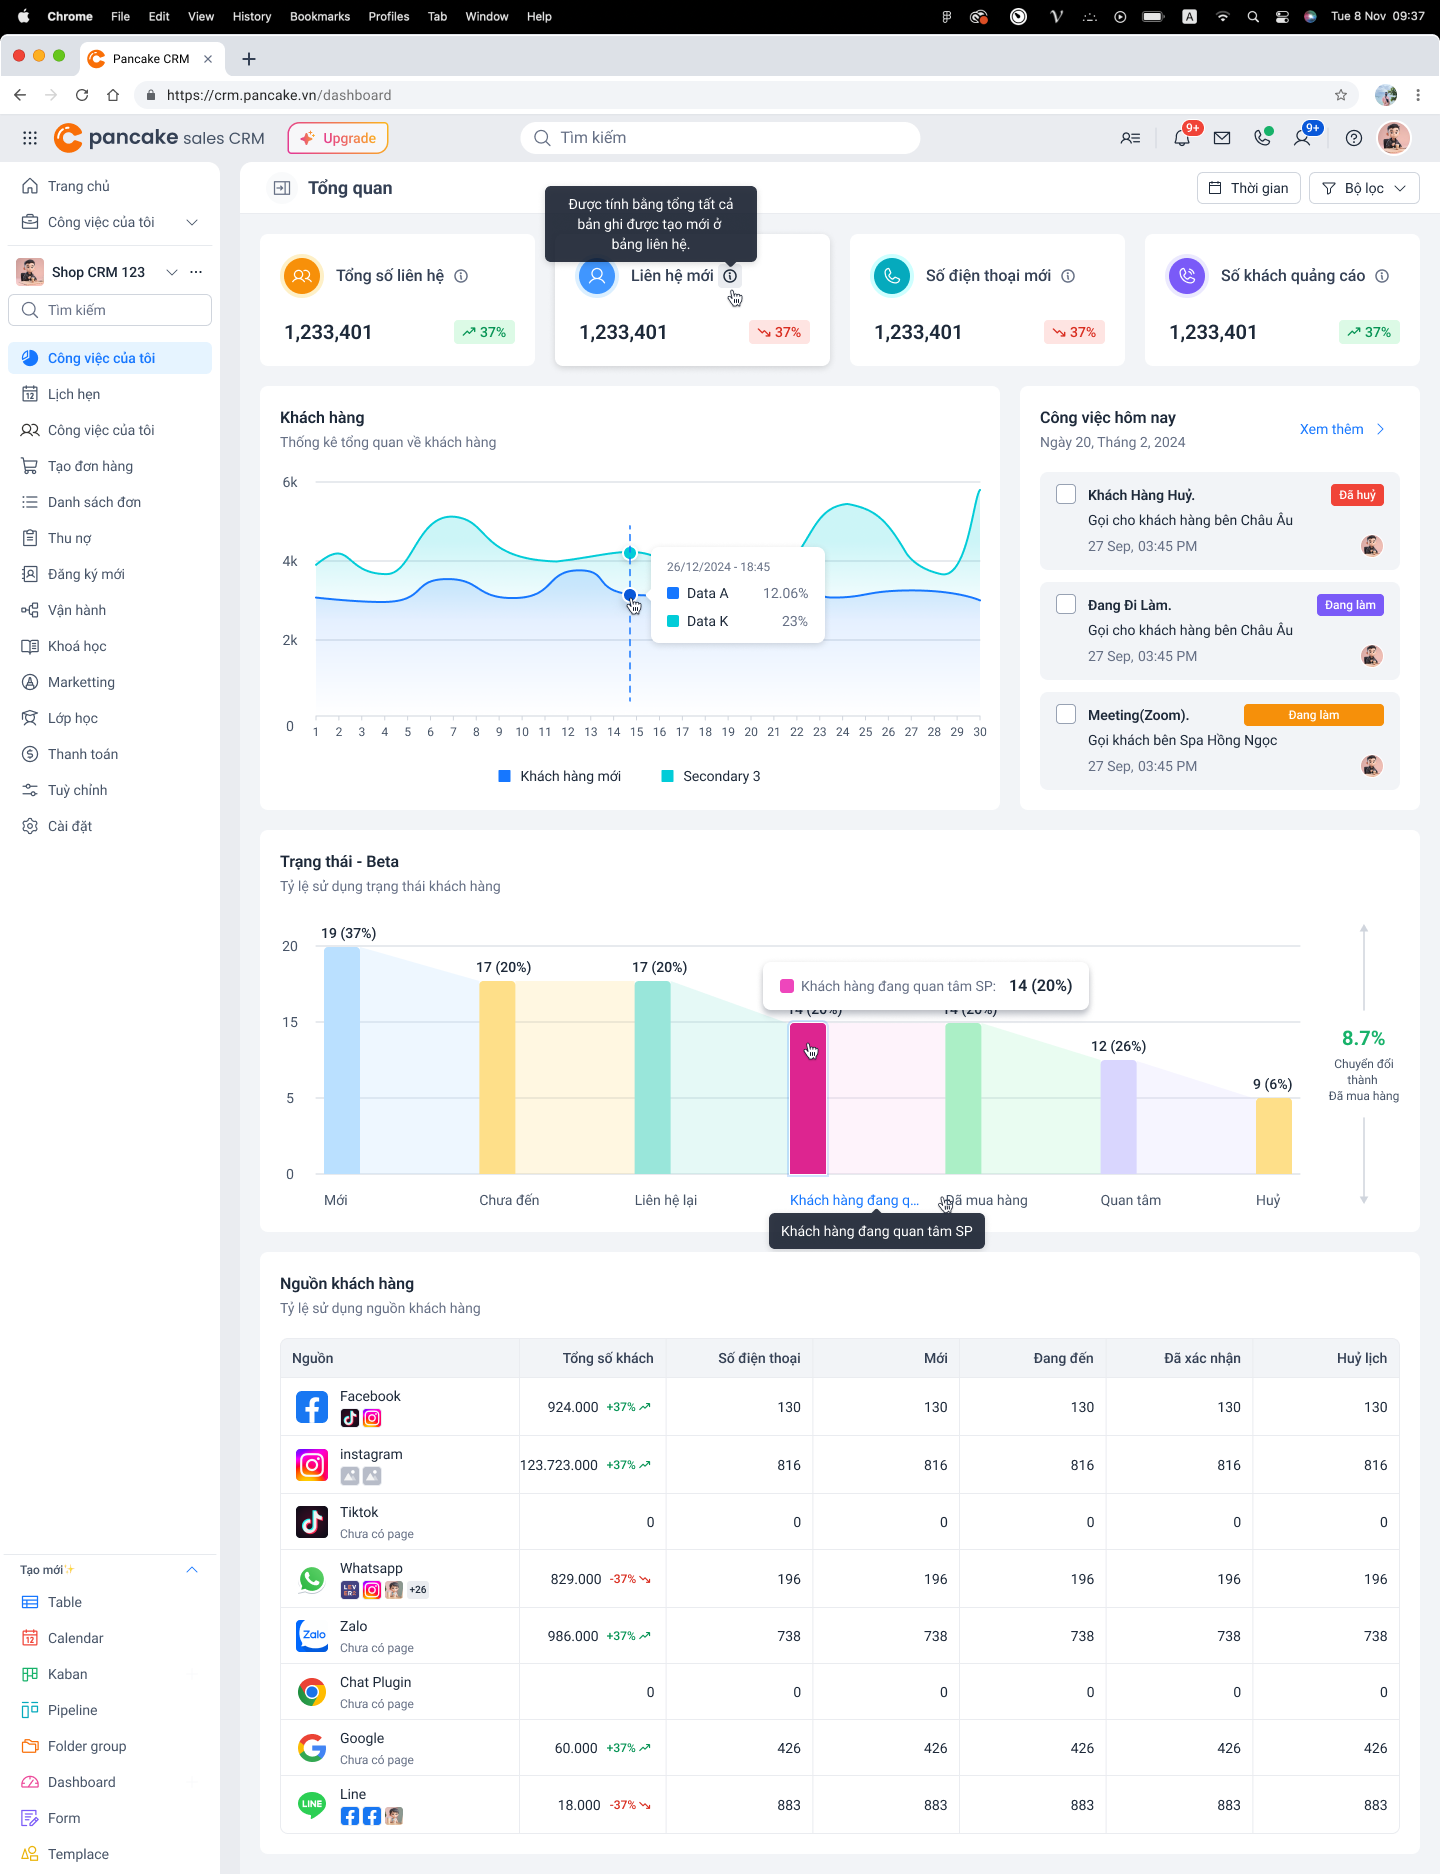 Chrome File Edit View History Bookmarks Profiles Tab Window Help
A
Tue 8 Nov 09:37
Pancake CRM
https://crm.pancake.vn/dashboard
pancake sales CRM
Upgrade
Tìm kiếm
9+
9+
Trang chủ
Công việc của tôi
Shop CRM 123
Tìm kiếm
Công việc của tôi
Lịch hẹn
Công việc của tôi
Tạo đơn hàng
Danh sách đơn
Thu nợ
Đăng ký mới
Vận hành
Khoá học
Marketting
Lớp học
Thanh toán
Tuỳ chỉnh
Cài đặt
Tạo mới✨
Table
Calendar
Kaban
Pipeline
Folder group
Dashboard
Form
Templace
Tổng quan
Thời gian
Bộ lọc
Được tính bằng tổng tất cả
bản ghi được tạo mới ở
bảng liên hệ.
Tổng số liên hệ
1,233,401
37%
Liên hệ mới
1,233,401
37%
Số điện thoại mới
1,233,401
37%
Số khách quảng cáo
1,233,401
37%
Khách hàng
Thống kê tổng quan về khách hàng
6k
4k
2k
0
26/12/2024 - 18:45
Data A 12.06%
Data K 23%
1 2 3 4 5 6 7 8 9 10 11 12 13 14 15 16 17 18 19 20 21 22 23 24 25 26 27 28 29 30
Khách hàng mới
Secondary 3
Công việc hôm nay
Ngày 20, Tháng 2, 2024
Xem thêm
Khách Hàng Huỷ.
Đã huỷ
Gọi cho khách hàng bên Châu Âu
27 Sep, 03:45 PM
Đang Đi Làm.
Đang làm
Gọi cho khách hàng bên Châu Âu
27 Sep, 03:45 PM
Meeting(Zoom).
Đang làm
Gọi khách bên Spa Hồng Ngọc
27 Sep, 03:45 PM
Trạng thái - Beta
Tỷ lệ sử dụng trạng thái khách hàng
20
15
5
0
19 (37%)
17 (20%)
17 (20%)
Khách hàng đang quan tâm SP: 14 (20%)
14 (20%)
14 (20%)
12 (26%)
9 (6%)
8.7%
Chuyển đổi
thành
Đã mua hàng
Mới
Chưa đến
Liên hệ lại
Khách hàng đang q...
Đã mua hàng
Quan tâm
Huỷ
Khách hàng đang quan tâm SP
Nguồn khách hàng
Tỷ lệ sử dụng nguồn khách hàng
Nguồn Tổng số khách Số điện thoại Mới Đang đến Đã xác nhận Huỷ lịch
Facebook
924.000 +37% 130 130 130 130 130
instagram
123.723.000 +37% 816 816 816 816 816
Tiktok
Chưa có page
0 0 0 0 0 0
Whatsapp
+26
829.000 -37% 196 196 196 196 196
Zalo
Zalo
Chưa có page
986.000 +37% 738 738 738 738 738
Chat Plugin
Chưa có page
0 0 0 0 0 0
Google
Chưa có page
60.000 +37% 426 426 426 426 426
LINE
Line
18.000 -37% 883 883 883 883 883